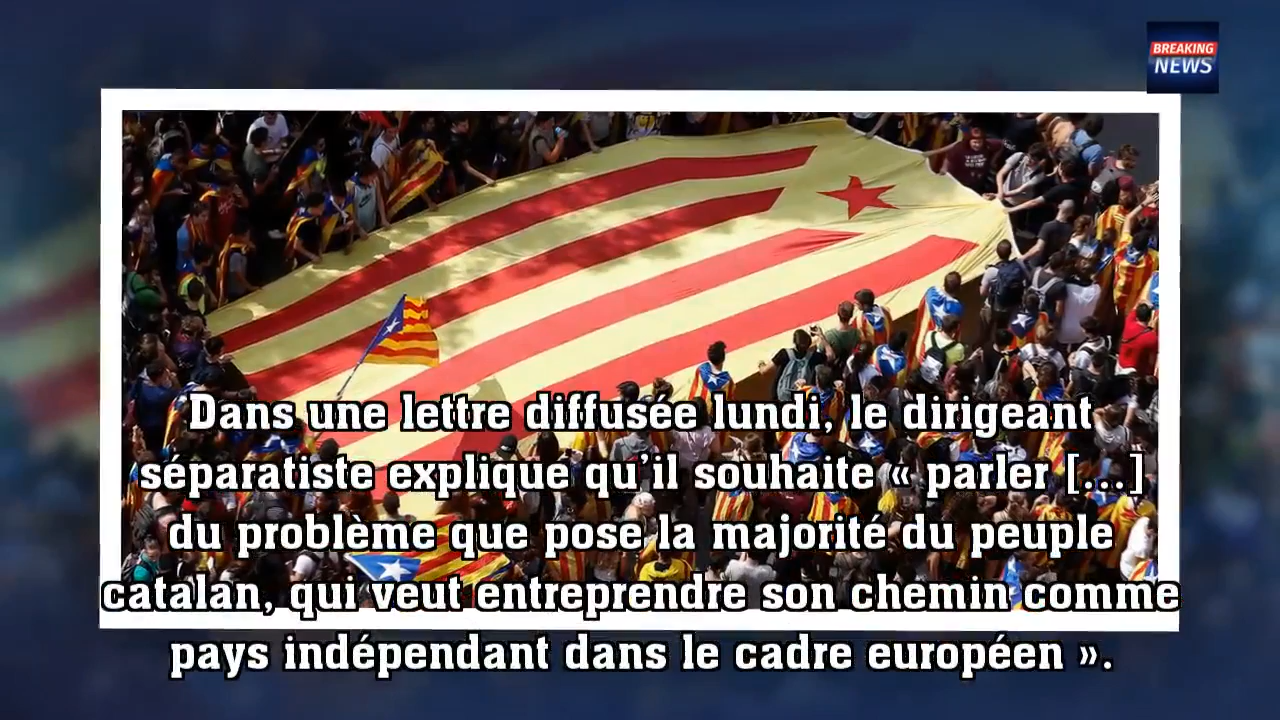 BREAKING
NEWS
Dans une lettre diffusée lundi, le dirigeant
séparatiste explique qu’il souhaite « parler [...]
du problème que pose la majorité du peuple
catalan, qui veut entreprendre son chemin comme
pays indépendant dans le cadre européen ».